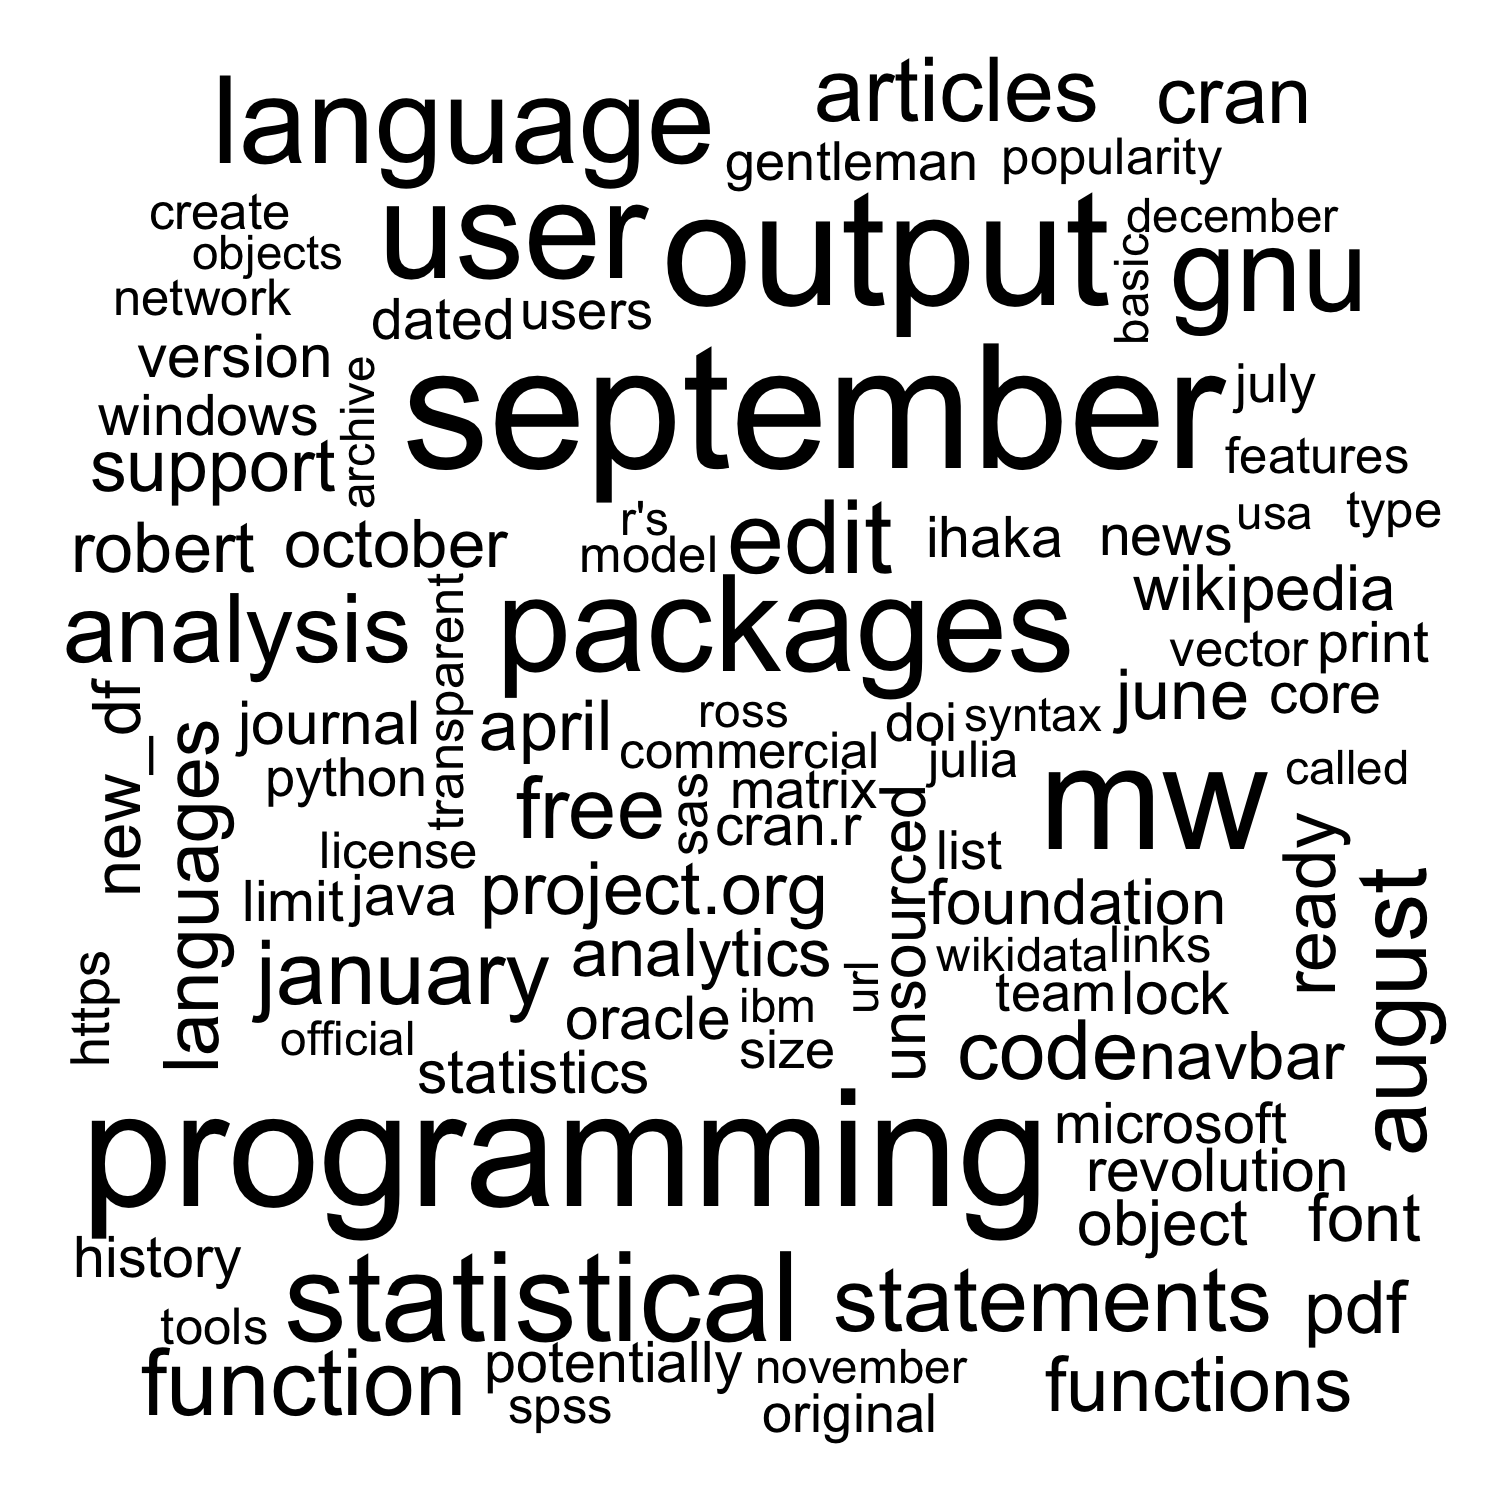 language
articles
cran
gentleman
popularity
create
user
output
december
objects
basic
gnu
network
dated
users
version
archive
september
july
windows
support
features
r's
edit
usa
type
robert
october
model
ihaka
news
packages
wikipedia
analysis
transparent
vector
print
new_df
languages
journal
april
ross
doi
syntax
june
core
commercial
julia
python
free
sas
matrix
mw
called
cran.r
unsourced
license
list
ready
limit
java
project.org
foundation
august
https
january
analytics
url
wikidata
links
oracle
ibm
team
lock
official
size
code
navbar
statistics
programming
microsoft
revolution
object
font
history
statistical
statements
pdf
tools
function
potentially
november
functions
spss
original